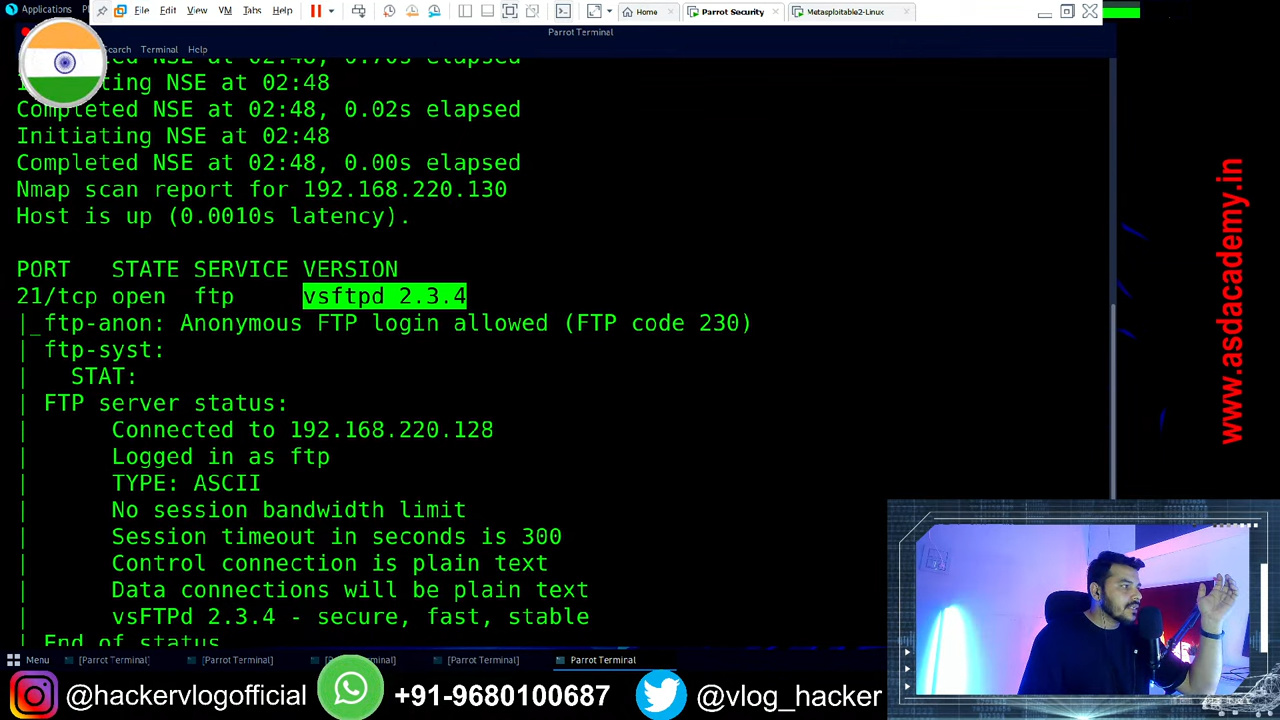 Applications
File Edit View VM Tabs Help
Home
Parrot Security
Metasploitable2-Linux
Parrot Terminal
Search Terminal Help
elapsed
NSE at 02:48
Completed NSE at 02:48, 0.02s elapsed
Initiating NSE at 02:48
Completed NSE at 02:48, 0.00s elapsed
Nmap scan report for 192.168.220.130
Host is up (0.0010s latency).
PORT STATE SERVICE VERSION
21/tcp open ftp vsftpd 2.3.4
|_ftp-anon: Anonymous FTP login allowed (FTP code 230)
| ftp-syst:
| STAT:
| FTP server status:
| Connected to 192.168.220.128
| Logged in as ftp
| TYPE: ASCII
| No session bandwidth limit
| Session timeout in seconds is 300
| Control connection is plain text
| Data connections will be plain text
| vsFTPd 2.3.4 - secure, fast, stable
| End of status
www.asdacademy.in
Menu [Parrot Terminal] [Parrot Terminal] Terminal] [Parrot Terminal] Parrot Terminal
@hackervlogofficial +91-9680100687 @vlog_hacker